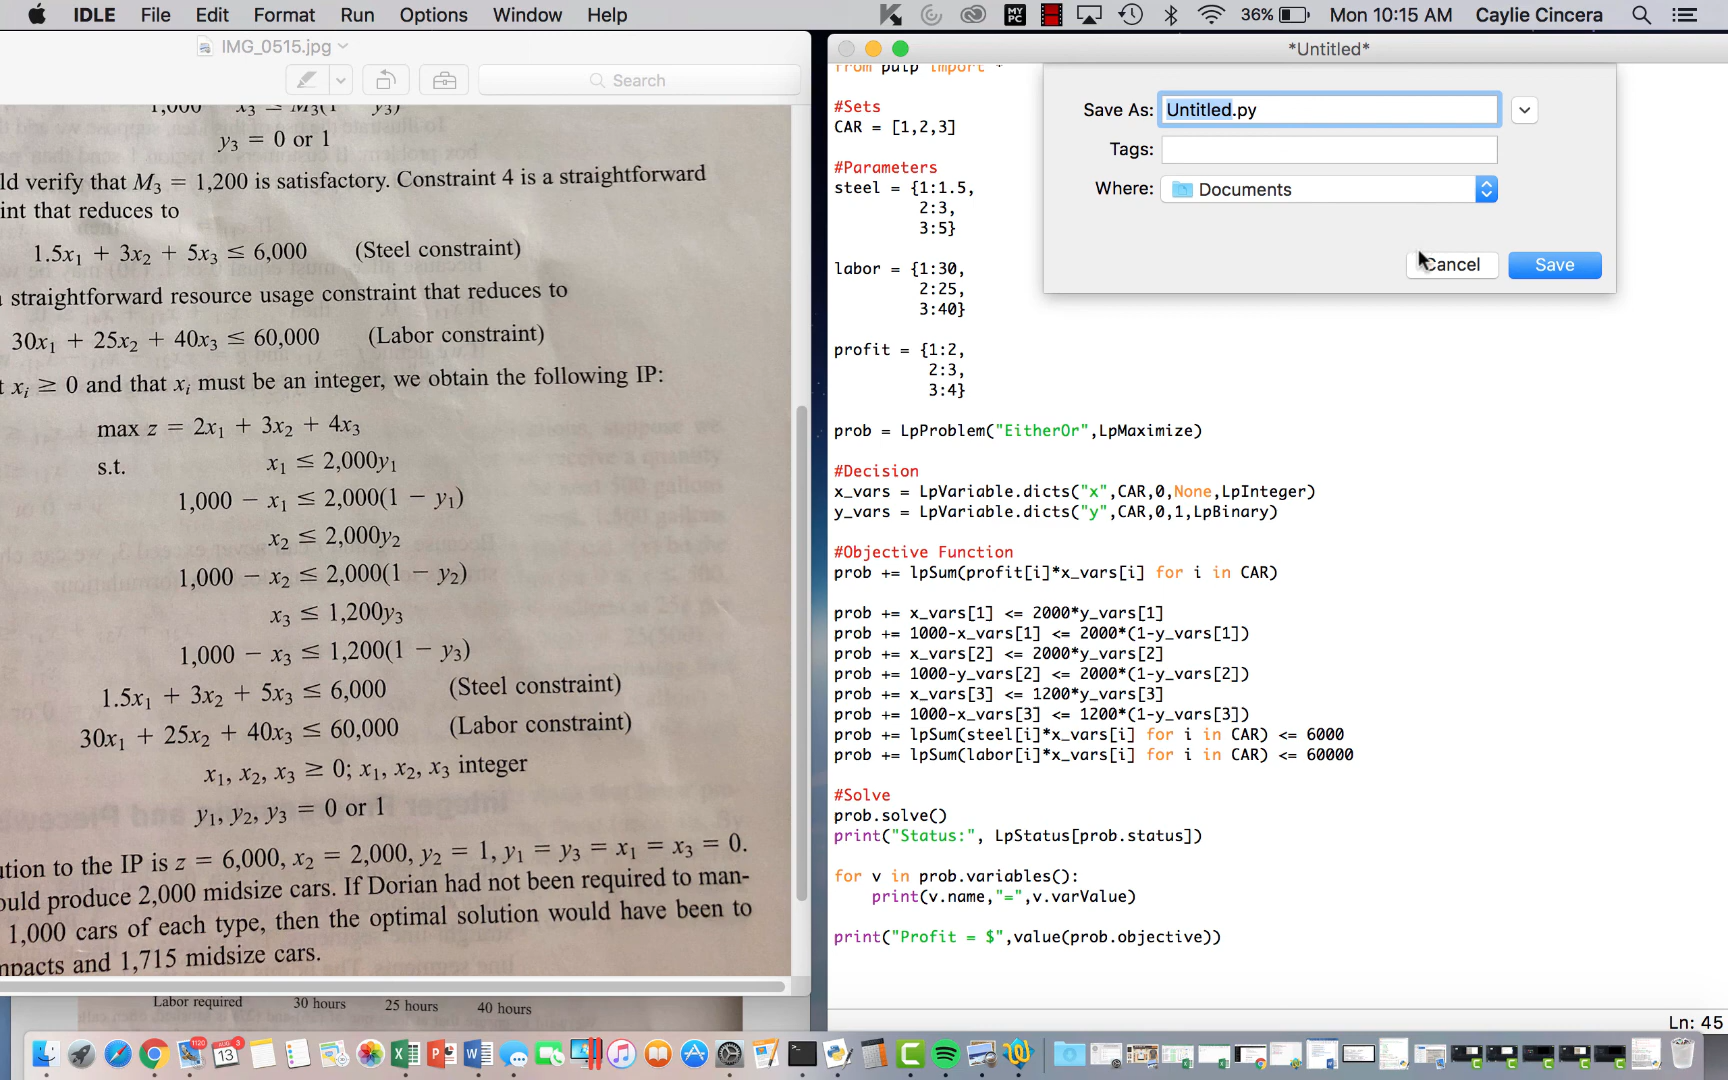 IDLE File Edit Format Run Options Window Help
36% Mon 10:15 AM Caylie Cincera
IMG_0515.jpg
Search
y3 = 0 or 1
ld verify that M3 = 1,200 is satisfactory. Constraint 4 is a straightforward
int that reduces to
1.5x1 + 3x2 + 5x3 ≤ 6,000 (Steel constraint)
straightforward resource usage constraint that reduces to
30x1 + 25x2 + 40x3 ≤ 60,000 (Labor constraint)
t xi ≥ 0 and that xi must be an integer, we obtain the following IP:
max z = 2x1 + 3x2 + 4x3
s.t. x1 ≤ 2,000y1
1,000 − x1 ≤ 2,000(1 − y1)
x2 ≤ 2,000y2
1,000 − x2 ≤ 2,000(1 − y2)
x3 ≤ 1,200y3
1,000 − x3 ≤ 1,200(1 − y3)
1.5x1 + 3x2 + 5x3 ≤ 6,000 (Steel constraint)
30x1 + 25x2 + 40x3 ≤ 60,000 (Labor constraint)
x1, x2, x3 ≥ 0; x1, x2, x3 integer
y1, y2, y3 = 0 or 1
ution to the IP is z = 6,000, x2 = 2,000, y2 = 1, y1 = y3 = x1 = x3 = 0.
ould produce 2,000 midsize cars. If Dorian had not been required to man-
1,000 cars of each type, then the optimal solution would have been to
mpacts and 1,715 midsize cars.
Labor required 30 hours 25 hours 40 hours
*Untitled*
from pulp import *
#Sets
CAR = [1,2,3]
#Parameters
steel = {1:1.5,
2:3,
3:5}
labor = {1:30,
2:25,
3:40}
profit = {1:2,
2:3,
3:4}
prob = LpProblem("EitherOr",LpMaximize)
#Decision
x_vars = LpVariable.dicts("x",CAR,0,None,LpInteger)
y_vars = LpVariable.dicts("y",CAR,0,1,LpBinary)
#Objective Function
prob += lpSum(profit[i]*x_vars[i] for i in CAR)
prob += x_vars[1] <= 2000*y_vars[1]
prob += 1000-x_vars[1] <= 2000*(1-y_vars[1])
prob += x_vars[2] <= 2000*y_vars[2]
prob += 1000-y_vars[2] <= 2000*(1-y_vars[2])
prob += x_vars[3] <= 1200*y_vars[3]
prob += 1000-x_vars[3] <= 1200*(1-y_vars[3])
prob += lpSum(steel[i]*x_vars[i] for i in CAR) <= 6000
prob += lpSum(labor[i]*x_vars[i] for i in CAR) <= 60000
#Solve
prob.solve()
print("Status:", LpStatus[prob.status])
for v in prob.variables():
print(v.name,"=",v.varValue)
print("Profit = $",value(prob.objective))
Save As: Untitled.py
Tags:
Where: Documents
Cancel Save
Ln: 45